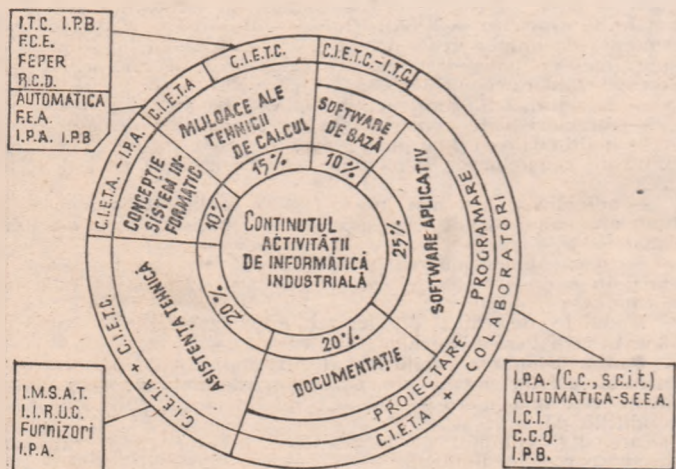 I.T.C. I.P.B.
F.C.E.
FEPER
R.C.D.
AUTOMATICA
F.E.A.
I.P.A. I.P.B
C.I.E.T.A. - I.P.A.
C.I.E.T.A
C.I.E.T.C.
C.I.E.T.C.-I.T.C.
CONCEPȚIE
SISTEM IN-
FORMATIC
10%
MIJLOACE ALE
TEHNICII
DE CALCUL
15%
SOFTWARE
DE BAZĂ
10%
SOFTWARE APLICATIV
25%
PROGRAMARE
CONTINUTUL
ACTIVITĂȚII
DE INFORMATICĂ
INDUSTRIALĂ
ASISTENȚA TEHNICĂ
20%
20%
DOCUMENTAȚIE
PROIECTARE
C.I.E.T.A + C.I.E.T.C.
C.I.E.T.A + COLABORATORI
I.M.S.A.T.
I.I.R.U.C.
Furnizori
I.P.A.
I.P.A. (C.c., s.c.i.t.)
AUTOMATICA-S.E.E.A.
I.C.I.
C.C.d.
I.P.B.